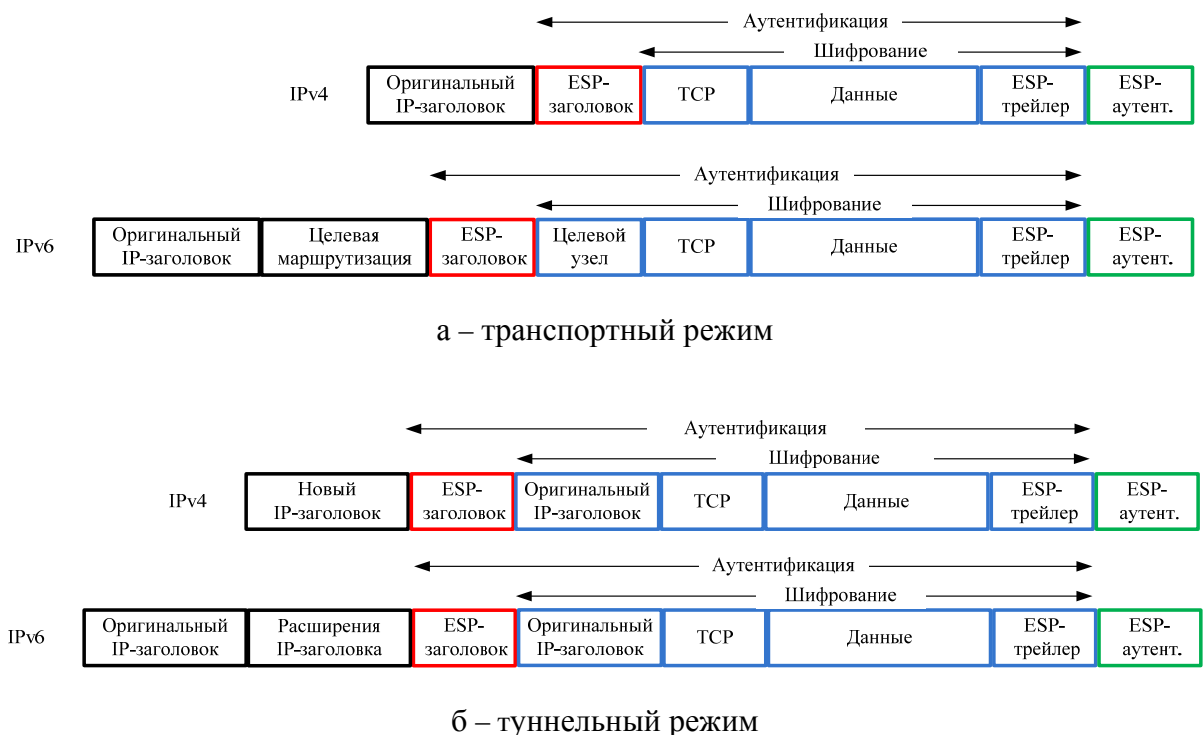 Аутентификация
Шифрование
IPv4
Оригинальный IP-заголовок
ESP-заголовок
TCP
Данные
ESP-трейлер
ESP-аутент.
Аутентификация
Шифрование
IPv6
Оригинальный IP-заголовок
Целевая маршрутизация
ESP-заголовок
Целевой узел
TCP
Данные
ESP-трейлер
ESP-аутент.
а – транспортный режим
Аутентификация
Шифрование
IPv4
Новый IP-заголовок
ESP-заголовок
Оригинальный IP-заголовок
TCP
Данные
ESP-трейлер
ESP-аутент.
Аутентификация
Шифрование
IPv6
Оригинальный IP-заголовок
Расширения IP-заголовка
ESP-заголовок
Оригинальный IP-заголовок
TCP
Данные
ESP-трейлер
ESP-аутент.
б – туннельный режим